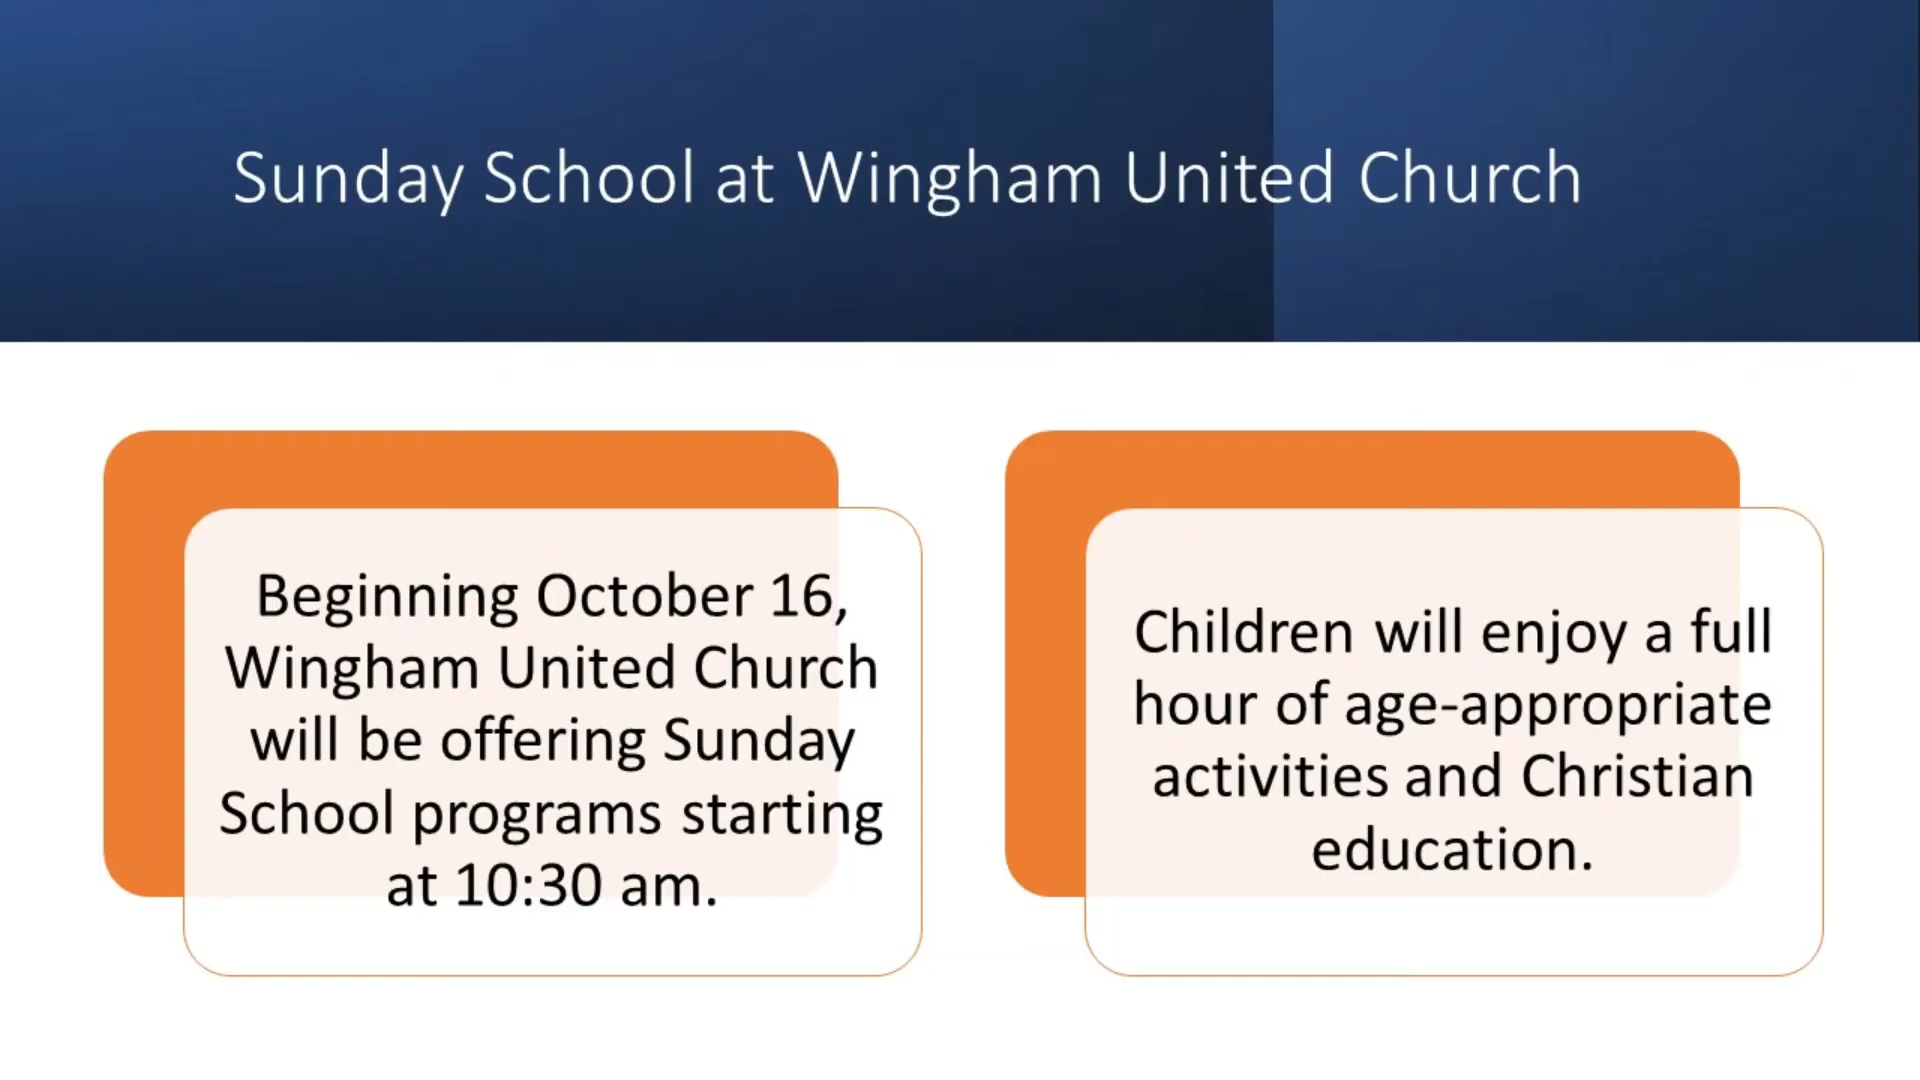 Sunday School at Wingham United Church
Beginning October 16,
Wingham United Church
will be offering Sunday
School programs starting
at 10:30 am.
Children will enjoy a full
hour of age-appropriate
activities and Christian
education.